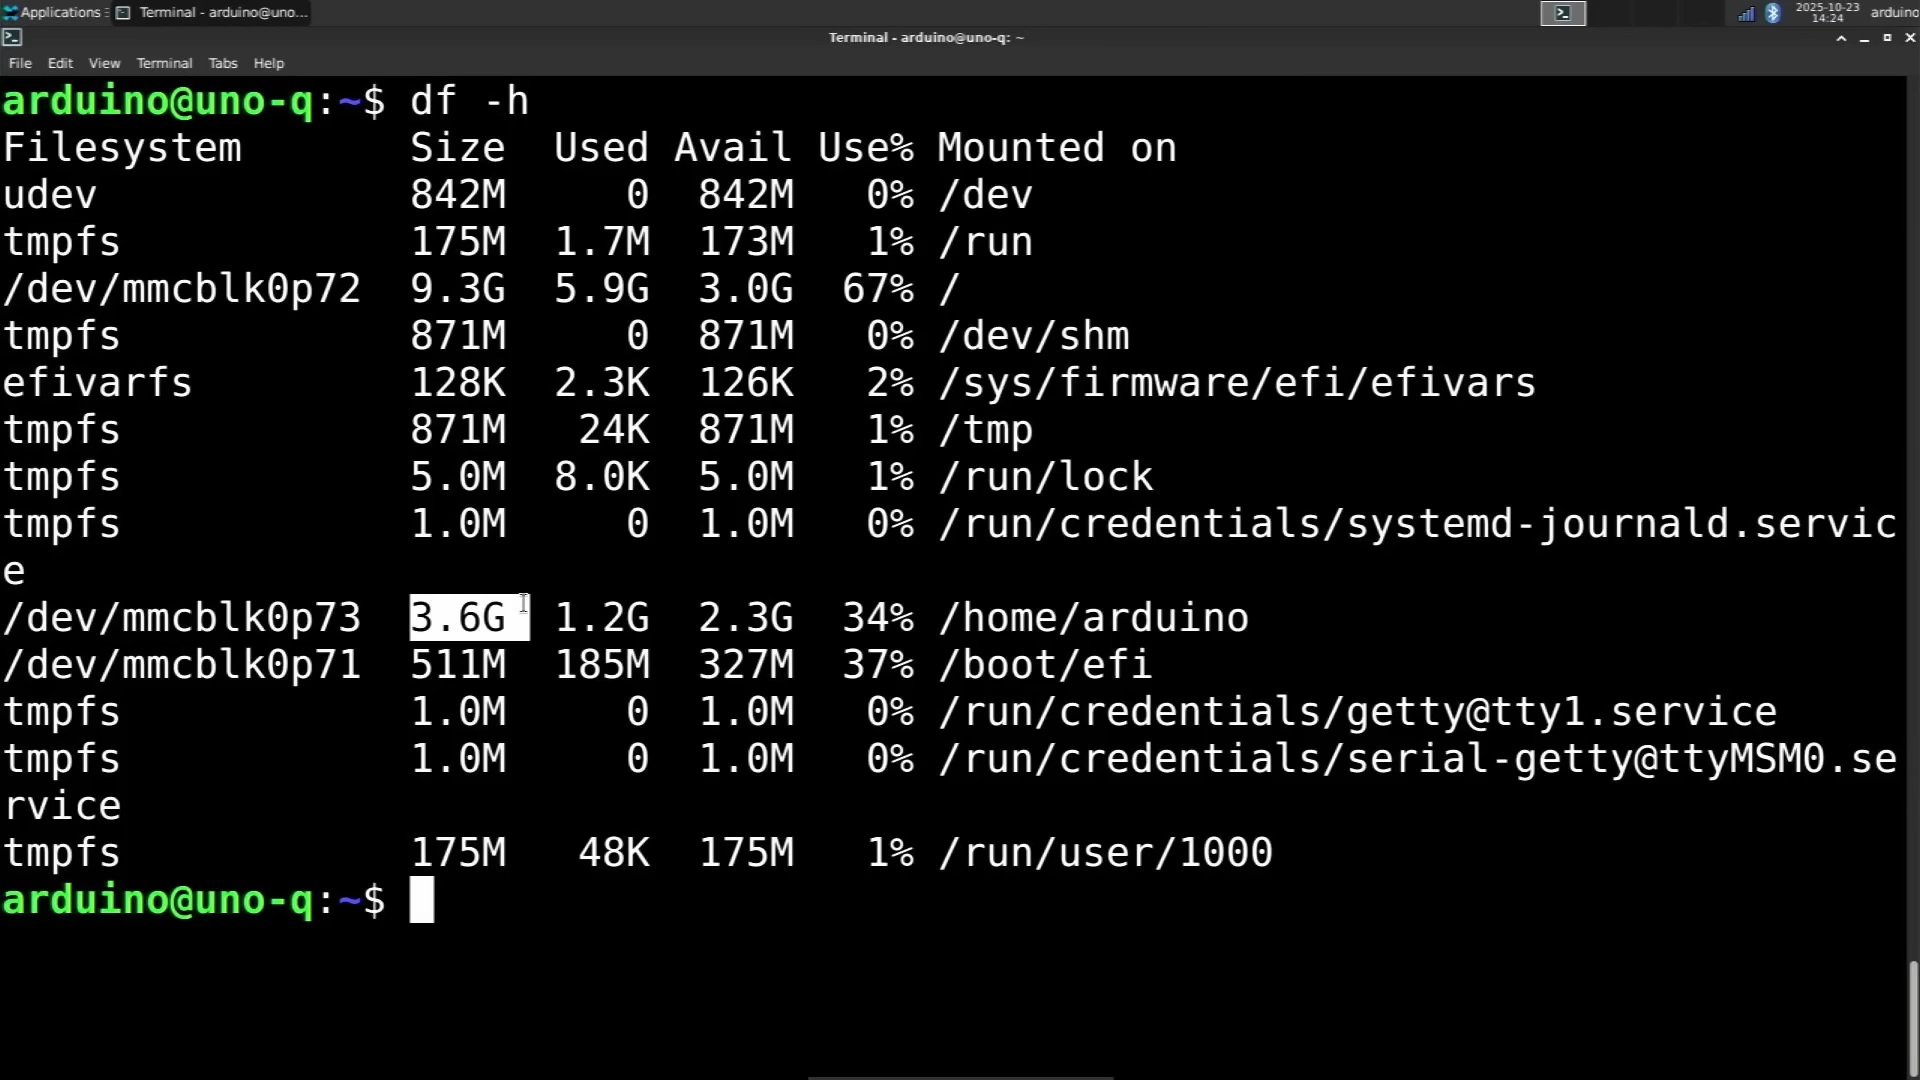 Applications
Terminal - arduino@uno...
2025-10-23
14:24
arduino
Terminal - arduino@uno-q: ~
File Edit View Terminal Tabs Help
arduino@uno-q:~$ df -h
Filesystem Size Used Avail Use% Mounted on
udev 842M 0 842M 0% /dev
tmpfs 175M 1.7M 173M 1% /run
/dev/mmcblk0p72 9.3G 5.9G 3.0G 67% /
tmpfs 871M 0 871M 0% /dev/shm
efivarfs 128K 2.3K 126K 2% /sys/firmware/efi/efivars
tmpfs 871M 24K 871M 1% /tmp
tmpfs 5.0M 8.0K 5.0M 1% /run/lock
tmpfs 1.0M 0 1.0M 0% /run/credentials/systemd-journald.servic
e
/dev/mmcblk0p73 3.6G 1.2G 2.3G 34% /home/arduino
/dev/mmcblk0p71 511M 185M 327M 37% /boot/efi
tmpfs 1.0M 0 1.0M 0% /run/credentials/getty@tty1.service
tmpfs 1.0M 0 1.0M 0% /run/credentials/serial-getty@ttyMSM0.se
rvice
tmpfs 175M 48K 175M 1% /run/user/1000
arduino@uno-q:~$